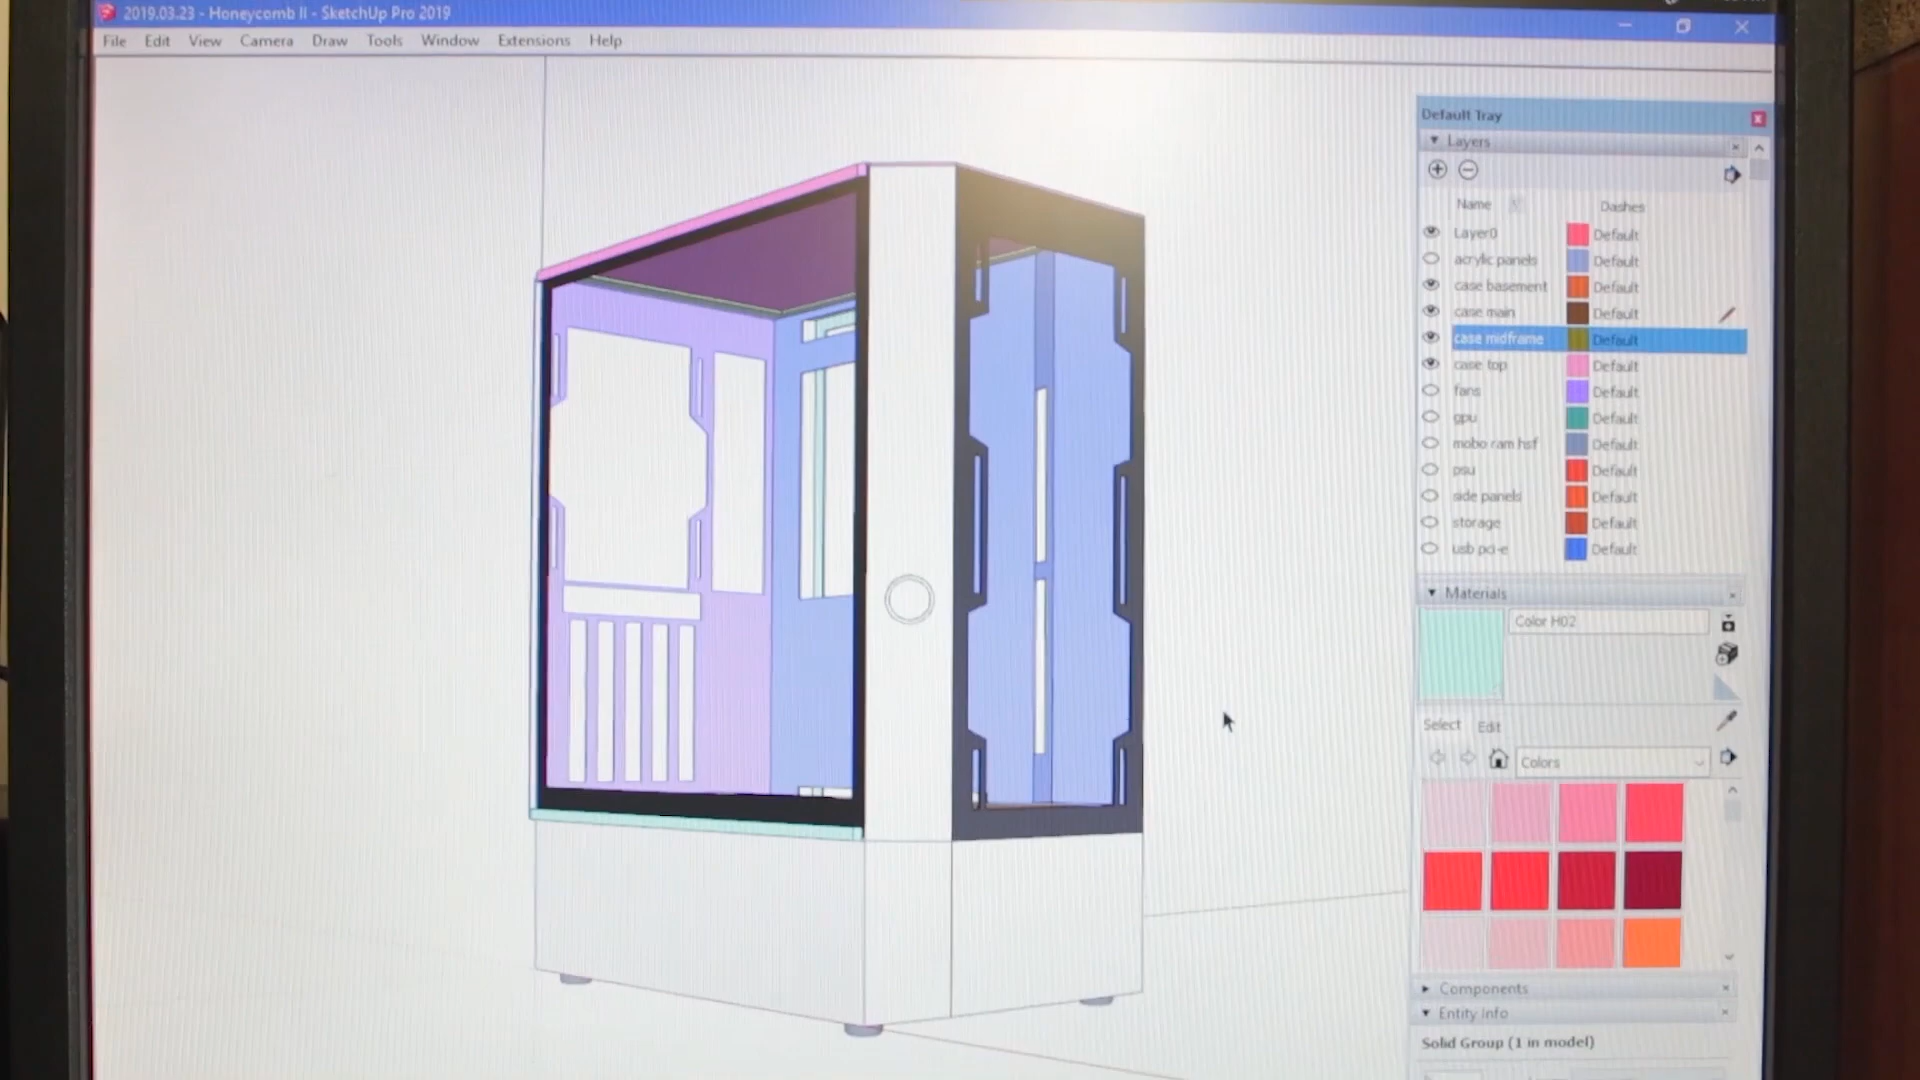 2019.03.23 - Honeycomb II - SketchUp Pro 2019
File Edit View Camera Draw Tools Window Extensions Help
Default Tray
Layers
Name Dashes
Layer0 Default
acrylic panels Default
case basement Default
case main Default
case midframe Default
case top Default
fans Default
gpu Default
mobo ram hsf Default
psu Default
side panels Default
storage Default
usb pci-e Default
Materials
Color H02
Select Edit
Colors
Components
Entity Info
Solid Group (1 in model)